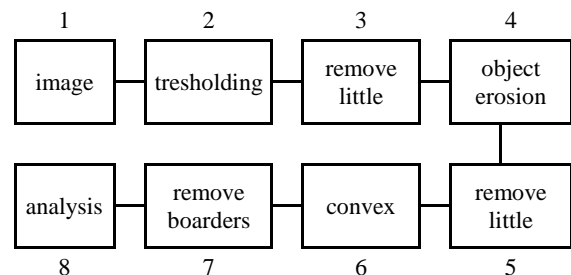 1 2 3 4
image tresholding remove little object erosion
analysis remove boarders convex remove little
8 7 6 5